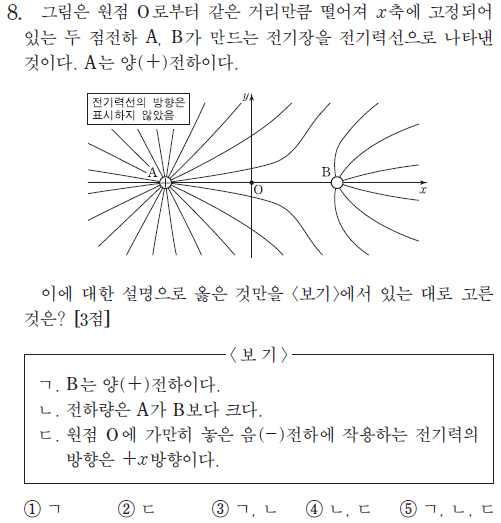 8. 그림은 원점 O로부터 같은 거리만큼 떨어져 x축에 고정되어
있는 두 점전하 A, B가 만드는 전기장을 전기력선으로 나타낸
것이다. A는 양(+)전하이다.
전기력선의 방향은
표시하지 않았음
y
A
+
B
O
x
이에 대한 설명으로 옳은 것만을 <보기>에서 있는 대로 고른
것은? [3점]
<보 기>
ㄱ. B는 양(+)전하이다.
ㄴ. 전하량은 A가 B보다 크다.
ㄷ. 원점 O에 가만히 놓은 음(-)전하에 작용하는 전기력의
방향은 +x방향이다.
① ㄱ ② ㄷ ③ ㄱ, ㄴ ④ ㄴ, ㄷ ⑤ ㄱ, ㄴ, ㄷ